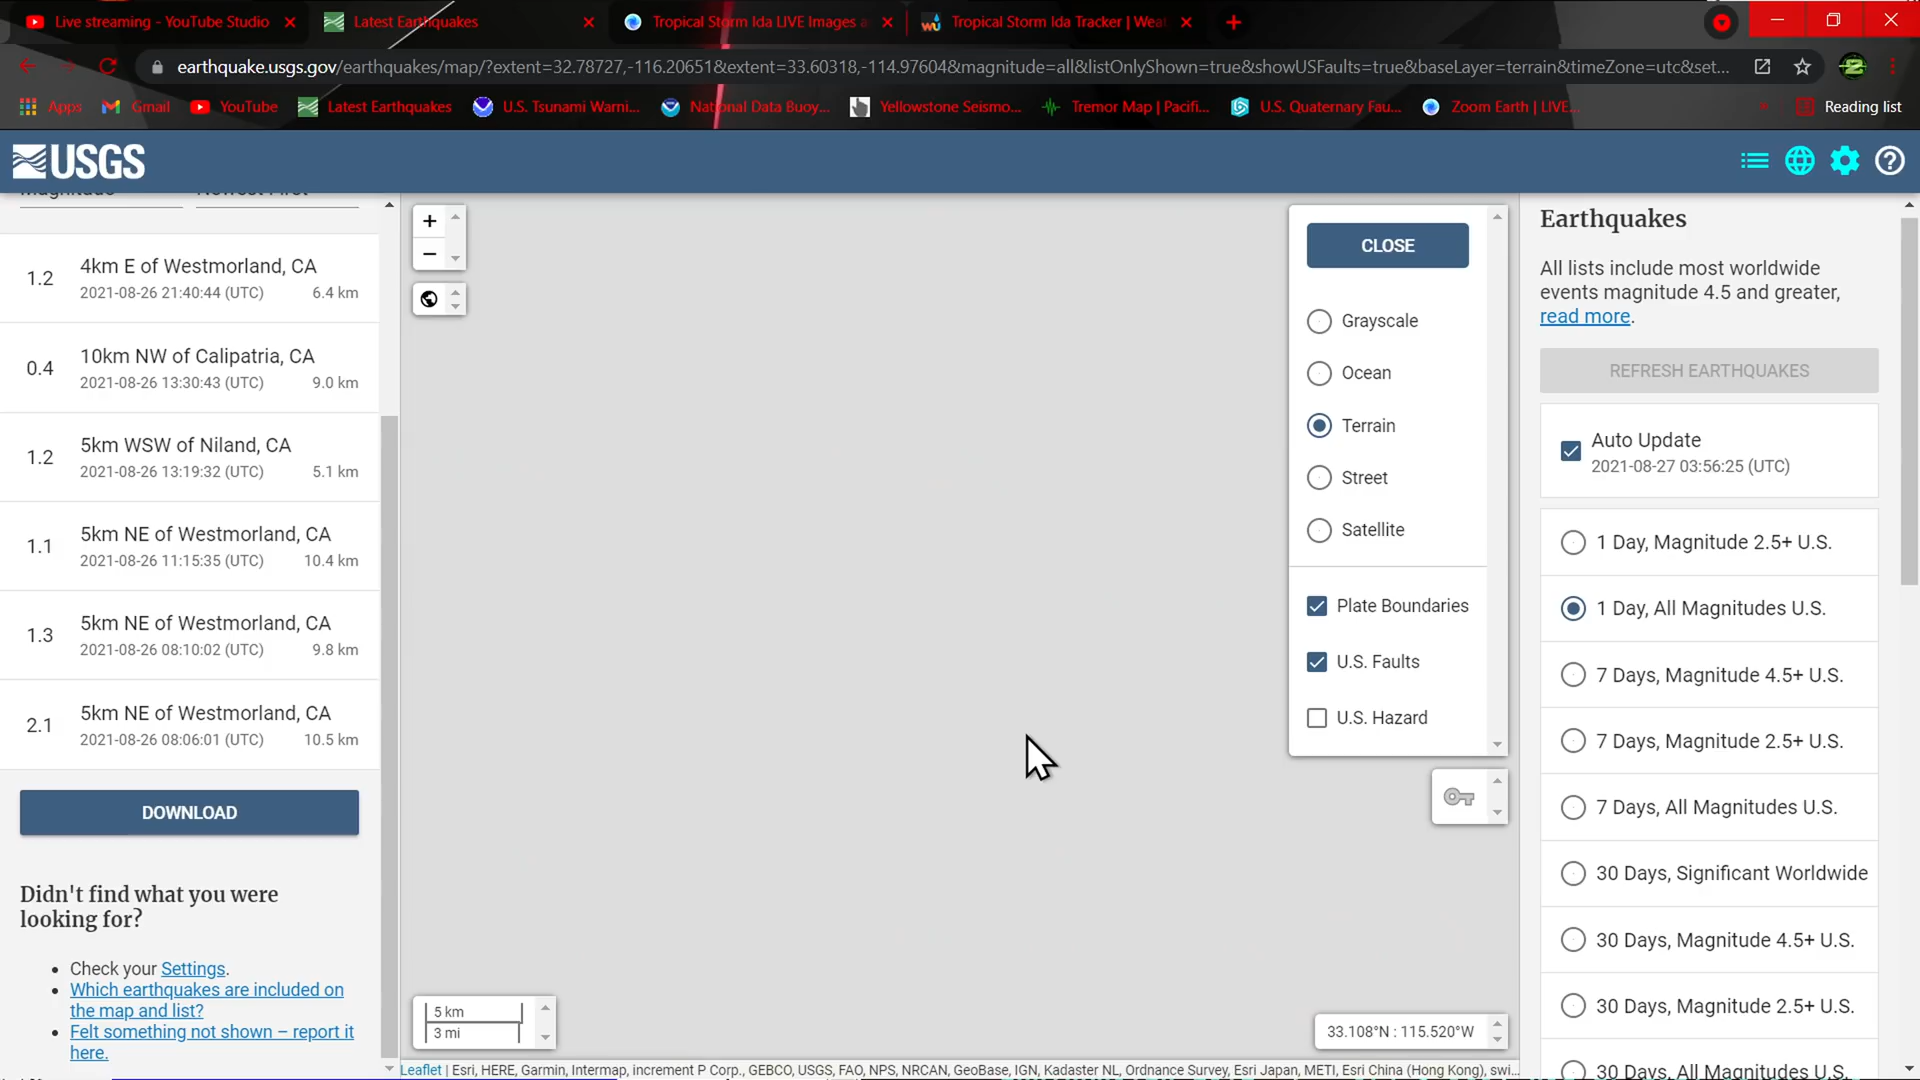 Live streaming - YouTube Studio
Latest Earthquakes
Tropical Storm Ida LIVE Images a
Tropical Storm Ida Tracker | Weat
earthquake.usgs.gov/earthquakes/map/?extent=32.78727,-116.20651&extent=33.60318,-114.97604&magnitude=all&listOnlyShown=true&showUSFaults=true&baseLayer=terrain&timeZone=utc&set...
Apps
Gmail
YouTube
Latest Earthquakes
U.S. Tsunami Warni...
National Data Buoy...
Yellowstone Seismo...
Tremor Map | Pacifi...
U.S. Quaternary Fau...
Zoom Earth | LIVE...
Reading list
USGS
Magnitude
Newest First
1.2
4km E of Westmorland, CA
2021-08-26 21:40:44 (UTC) 6.4 km
0.4
10km NW of Calipatria, CA
2021-08-26 13:30:43 (UTC) 9.0 km
1.2
5km WSW of Niland, CA
2021-08-26 13:19:32 (UTC) 5.1 km
1.1
5km NE of Westmorland, CA
2021-08-26 11:15:35 (UTC) 10.4 km
1.3
5km NE of Westmorland, CA
2021-08-26 08:10:02 (UTC) 9.8 km
2.1
5km NE of Westmorland, CA
2021-08-26 08:06:01 (UTC) 10.5 km
DOWNLOAD
Didn't find what you were
looking for?
• Check your Settings.
• Which earthquakes are included on
the map and list?
• Felt something not shown – report it
here.
+
−
5 km
3 mi
CLOSE
Grayscale
Ocean
Terrain
Street
Satellite
Plate Boundaries
U.S. Faults
U.S. Hazard
33.108°N : 115.520°W
Leaflet | Esri, HERE, Garmin, Intermap, increment P Corp., GEBCO, USGS, FAO, NPS, NRCAN, GeoBase, IGN, Kadaster NL, Ordnance Survey, Esri Japan, METI, Esri China (Hong Kong), swi...
Earthquakes
All lists include most worldwide
events magnitude 4.5 and greater,
read more.
REFRESH EARTHQUAKES
Auto Update
2021-08-27 03:56:25 (UTC)
1 Day, Magnitude 2.5+ U.S.
1 Day, All Magnitudes U.S.
7 Days, Magnitude 4.5+ U.S.
7 Days, Magnitude 2.5+ U.S.
7 Days, All Magnitudes U.S.
30 Days, Significant Worldwide
30 Days, Magnitude 4.5+ U.S.
30 Days, Magnitude 2.5+ U.S.
30 Days, All Magnitudes U.S.